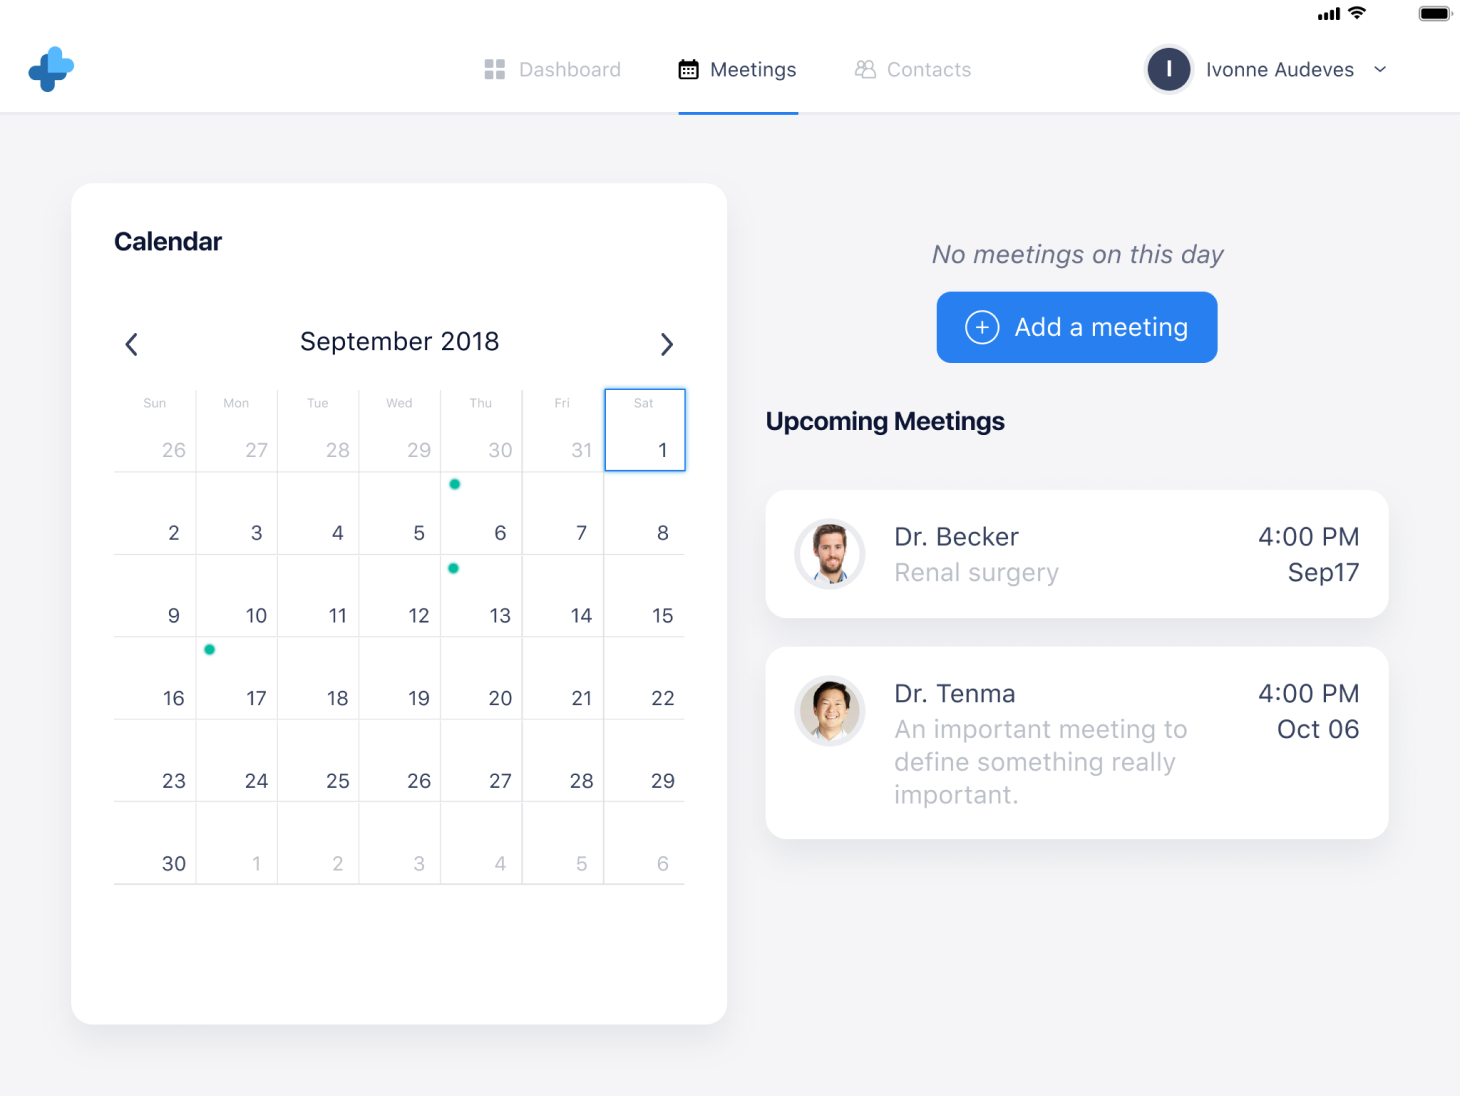 Dashboard
Meetings
Contacts
I
Ivonne Audeves
Calendar
September 2018
Sun Mon Tue Wed Thu Fri Sat
26 27 28 29 30 31 1
2 3 4 5 6 7 8
9 10 11 12 13 14 15
16 17 18 19 20 21 22
23 24 25 26 27 28 29
30 1 2 3 4 5 6
No meetings on this day
Add a meeting
Upcoming Meetings
Dr. Becker
4:00 PM
Renal surgery
Sep17
Dr. Tenma
4:00 PM
An important meeting to
define something really
important.
Oct 06